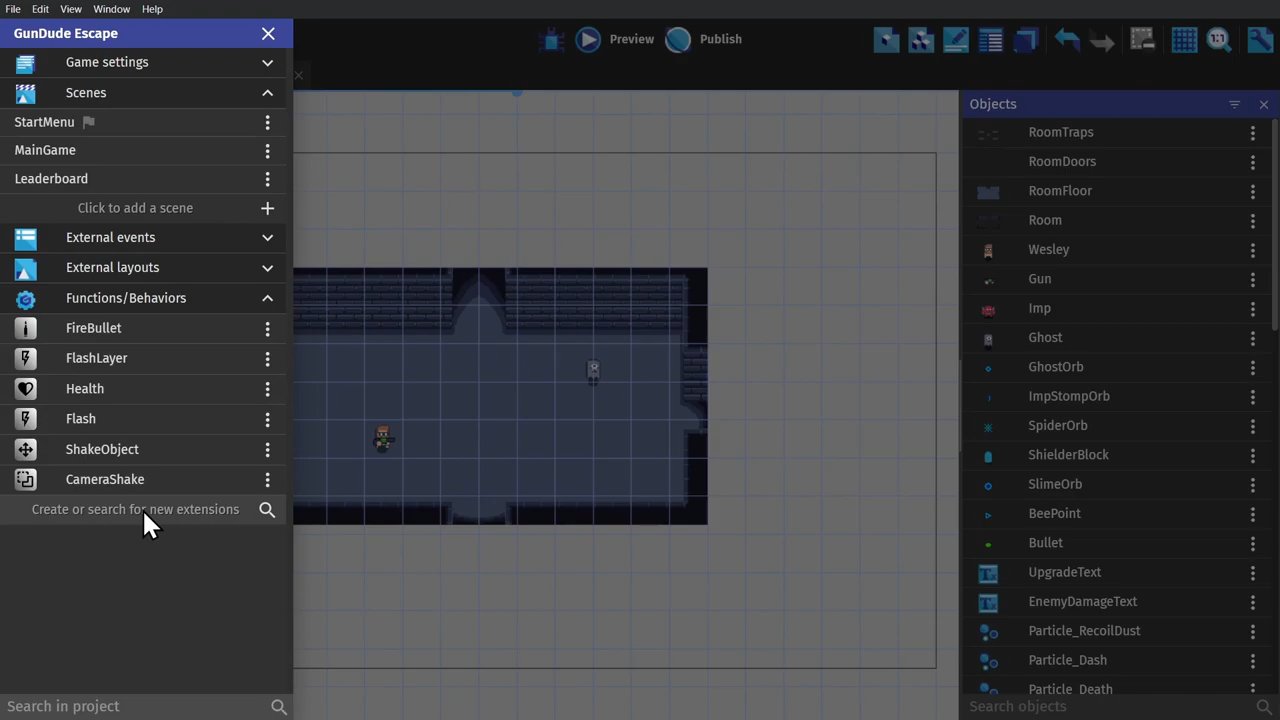 File Edit View Window Help
GunDude Escape
Preview
Publish
Game settings
Scenes
StartMenu
MainGame
Leaderboard
Click to add a scene
External events
External layouts
Functions/Behaviors
FireBullet
FlashLayer
Health
Flash
ShakeObject
CameraShake
Create or search for new extensions
Search in project
1:1
Objects
RoomTraps
RoomDoors
RoomFloor
Room
Wesley
Gun
Imp
Ghost
GhostOrb
ImpStompOrb
SpiderOrb
ShielderBlock
SlimeOrb
BeePoint
Bullet
UpgradeText
EnemyDamageText
Particle_RecoilDust
Particle_Dash
Particle_Death
Search objects